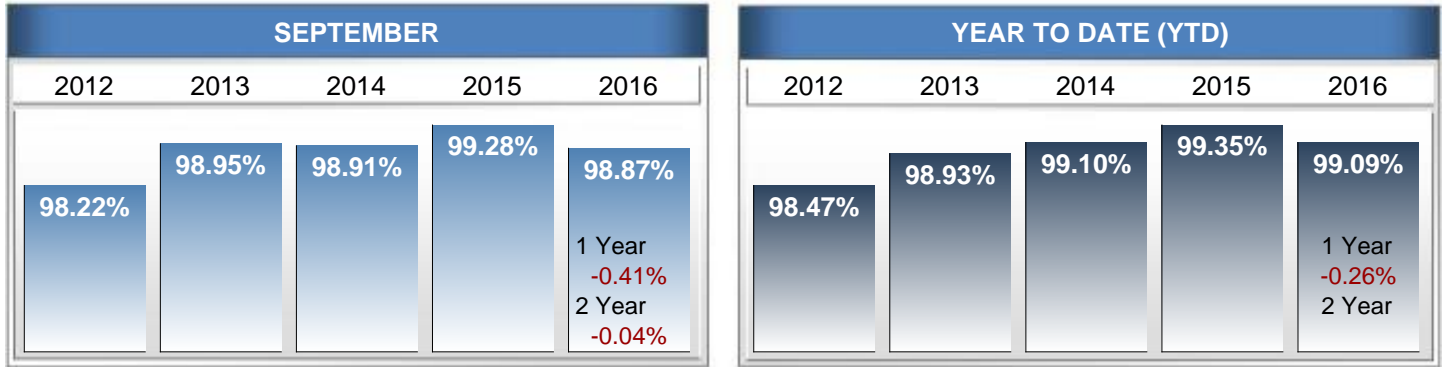 SEPTEMBER
2012 2013 2014 2015 2016
98.22% 98.95% 98.91% 99.28% 98.87%
1 Year
-0.41%
2 Year
-0.04%
YEAR TO DATE (YTD)
2012 2013 2014 2015 2016
98.47% 98.93% 99.10% 99.35% 99.09%
1 Year
-0.26%
2 Year